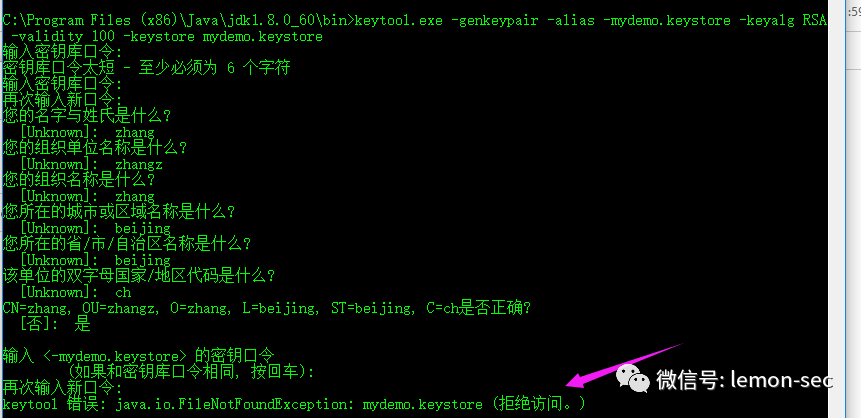 :59
C:\Program Files (x86)\Java\jdk1.8.0_60\bin>keytool.exe -genkeypair -alias -mydemo.keystore -keyalg RSA
-validity 100 -keystore mydemo.keystore
输入密钥库口令:
密钥库口令太短 - 至少必须为 6 个字符
输入密钥库口令:
再次输入新口令:
您的名字与姓氏是什么?
[Unknown]: zhang
您的组织单位名称是什么?
[Unknown]: zhangz
您的组织名称是什么?
[Unknown]: zhang
您所在的城市或区域名称是什么?
[Unknown]: beijing
您所在的省/市/自治区名称是什么?
[Unknown]: beijing
该单位的双字母国家/地区代码是什么?
[Unknown]: ch
CN=zhang, OU=zhangz, O=zhang, L=beijing, ST=beijing, C=ch是否正确?
[否]: 是
输入 <-mydemo.keystore> 的密钥口令
(如果和密钥库口令相同, 按回车):
再次输入新口令:
keytool 错误: java.io.FileNotFoundException: mydemo.keystore (拒绝访问。)
微信号: lemon-sec